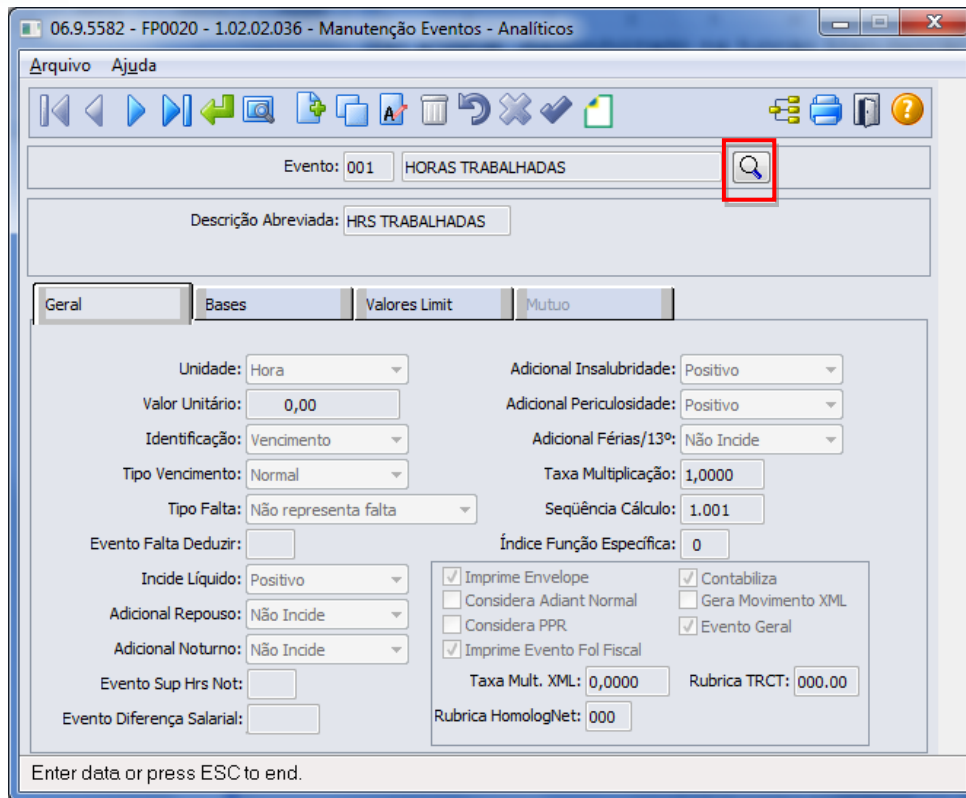 06.9.5582 - FP0020 - 1.02.02.036 - Manutenção Eventos - Analíticos
Arquivo Ajuda
Evento: 001 HORAS TRABALHADAS
Descrição Abreviada: HRS TRABALHADAS
Geral Bases Valores Limit Mutuo
Unidade: Hora Adicional Insalubridade: Positivo
Valor Unitário: 0,00 Adicional Periculosidade: Positivo
Identificação: Vencimento Adicional Férias/13º: Não Incide
Tipo Vencimento: Normal Taxa Multiplicação: 1,0000
Tipo Falta: Não representa falta Seqüência Cálculo: 1.001
Evento Falta Deduzir: Índice Função Específica: 0
Incide Líquido: Positivo Imprime Envelope Contabiliza
Considera Adiant Normal Gera Movimento XML
Adicional Repouso: Não Incide Considera PPR Evento Geral
Adicional Noturno: Não Incide Imprime Evento Fol Fiscal
Evento Sup Hrs Not: Taxa Mult. XML: 0,0000 Rubrica TRCT: 000.00
Evento Diferença Salarial: Rubrica HomologNet: 000
Enter data or press ESC to end.